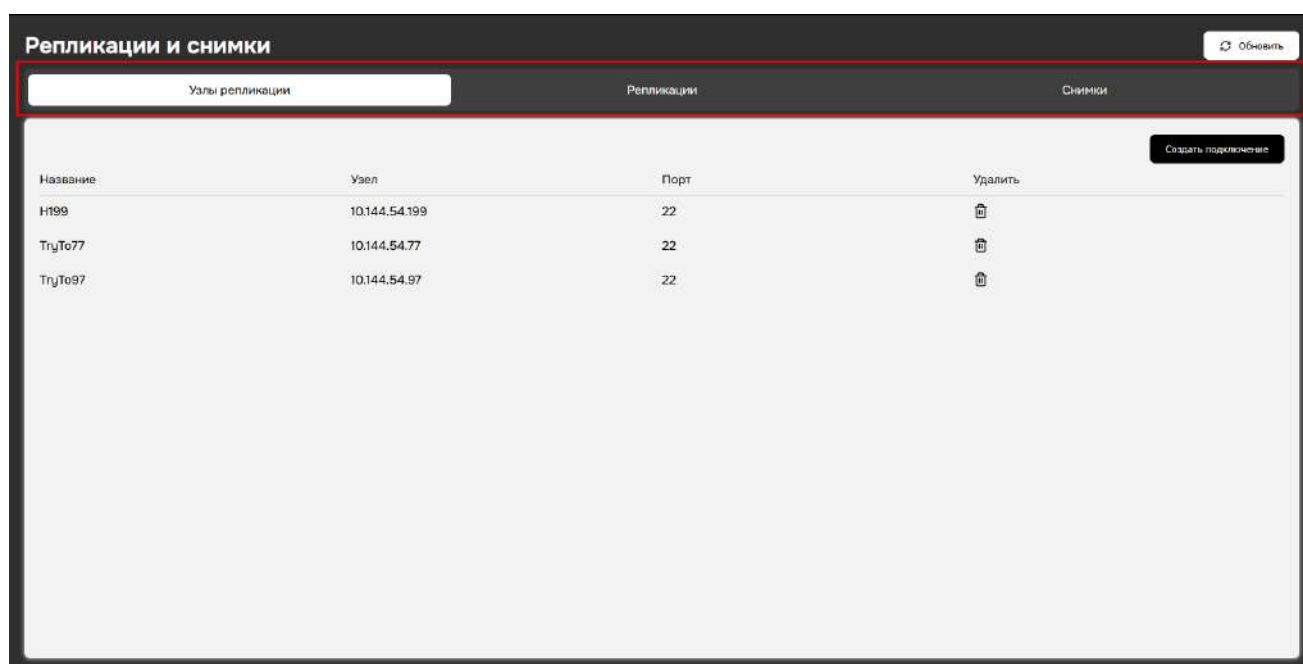 Репликации и снимки
Обновить
Узлы репликации Репликации Снимки
Создать подключение
Название Узел Порт Удалить
H199 10.144.54.199 22
TryTo77 10.144.54.77 22
TryTo97 10.144.54.97 22